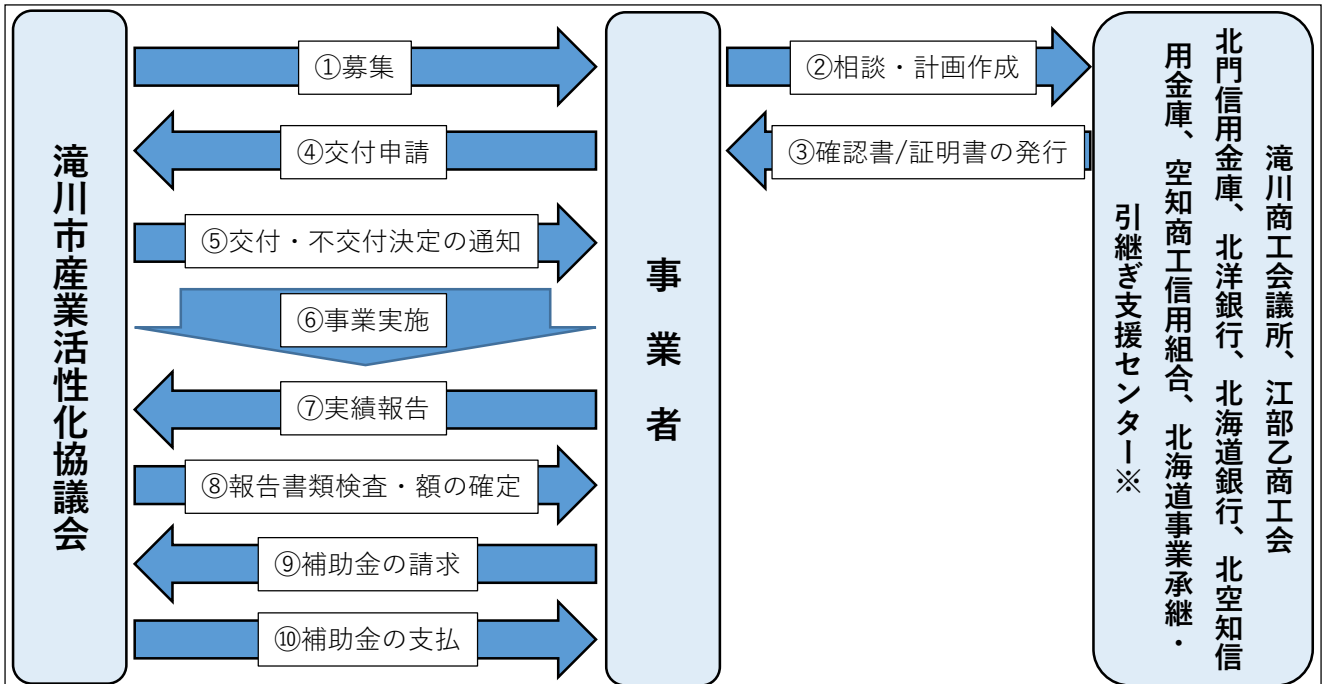 滝川市産業活性化協議会
①募集
④交付申請
⑤交付・不交付決定の通知
⑥事業実施
⑦実績報告
⑧報告書類検査・額の確定
⑨補助金の請求
⑩補助金の支払
事業者
②相談・計画作成
③確認書/証明書の発行
滝川商工会議所、江部乙商工会
北門信用金庫、北洋銀行、北海道銀行、北空知信
用金庫、空知商工信用組合、北海道事業承継・
引継ぎ支援センター※